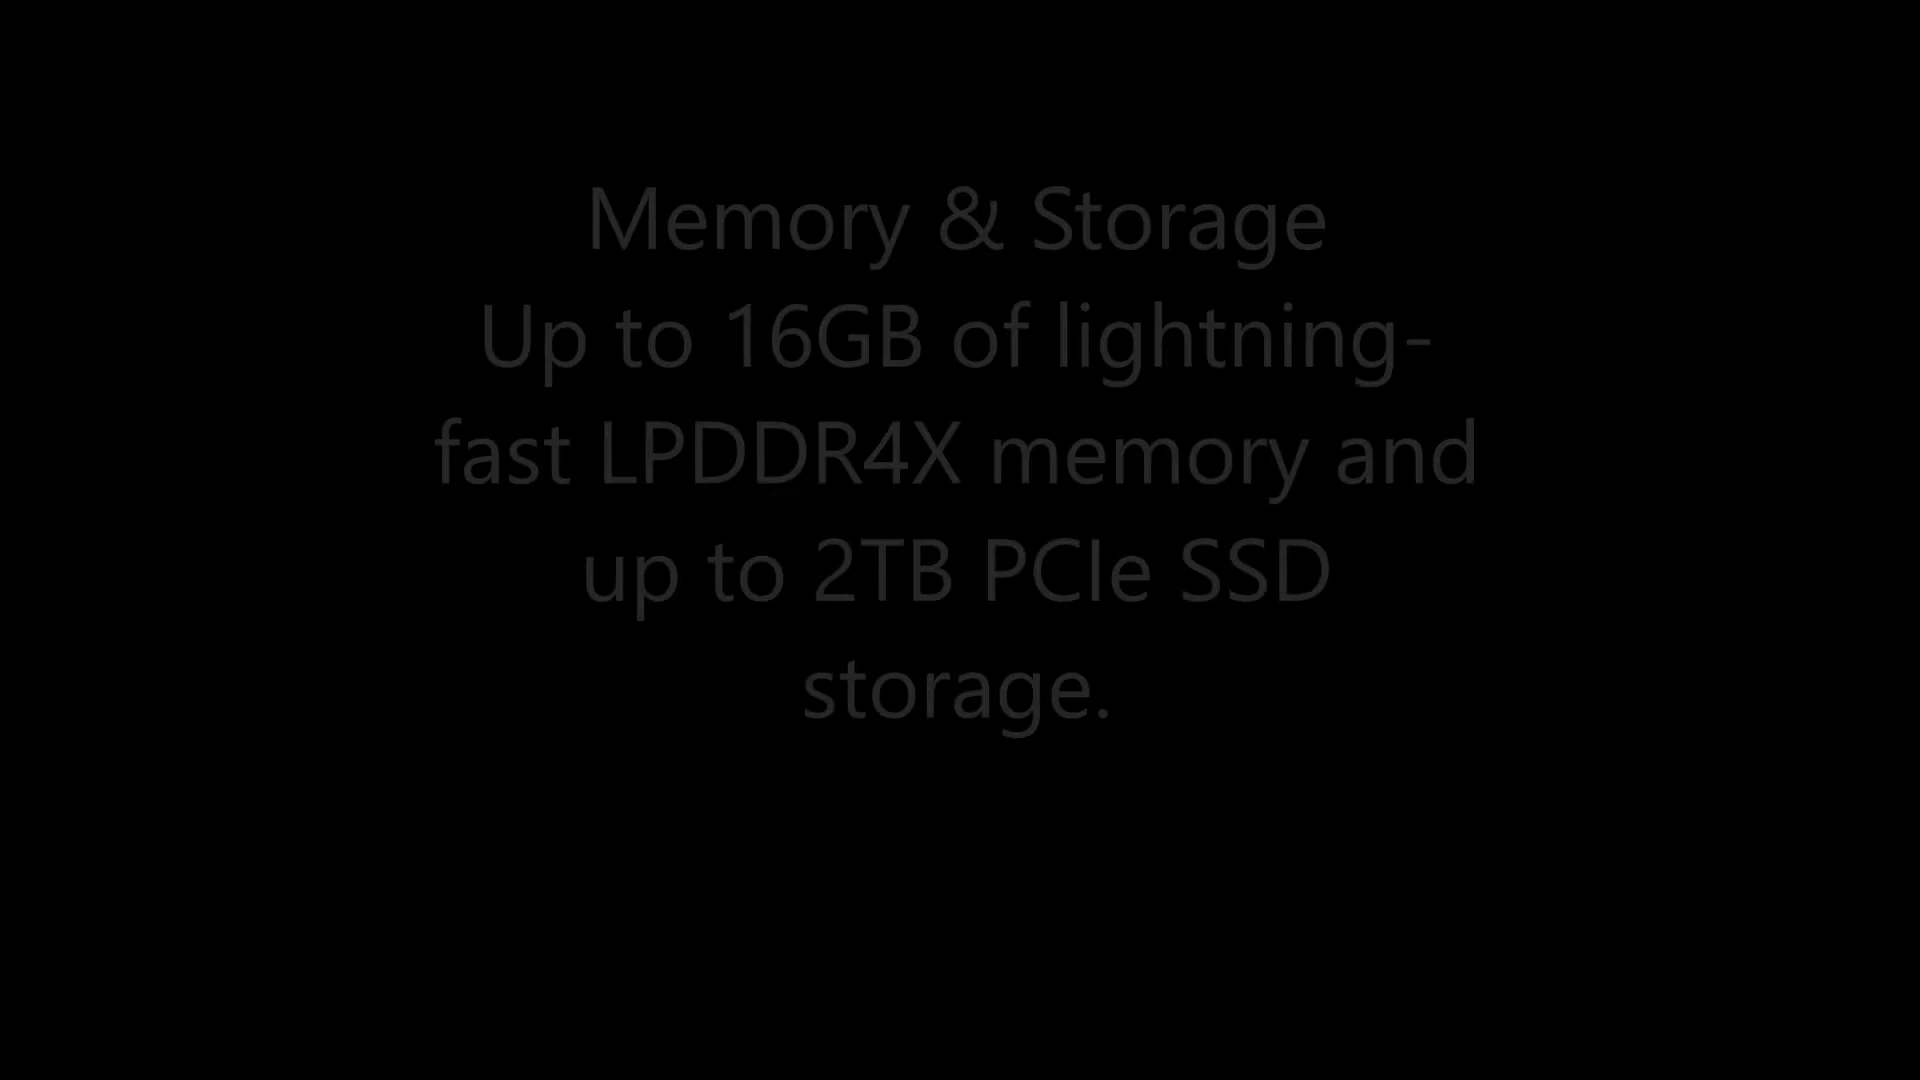 Memory & Storage
Up to 16GB of lightning-
fast LPDDR4X memory and
up to 2TB PCIe SSD
storage.